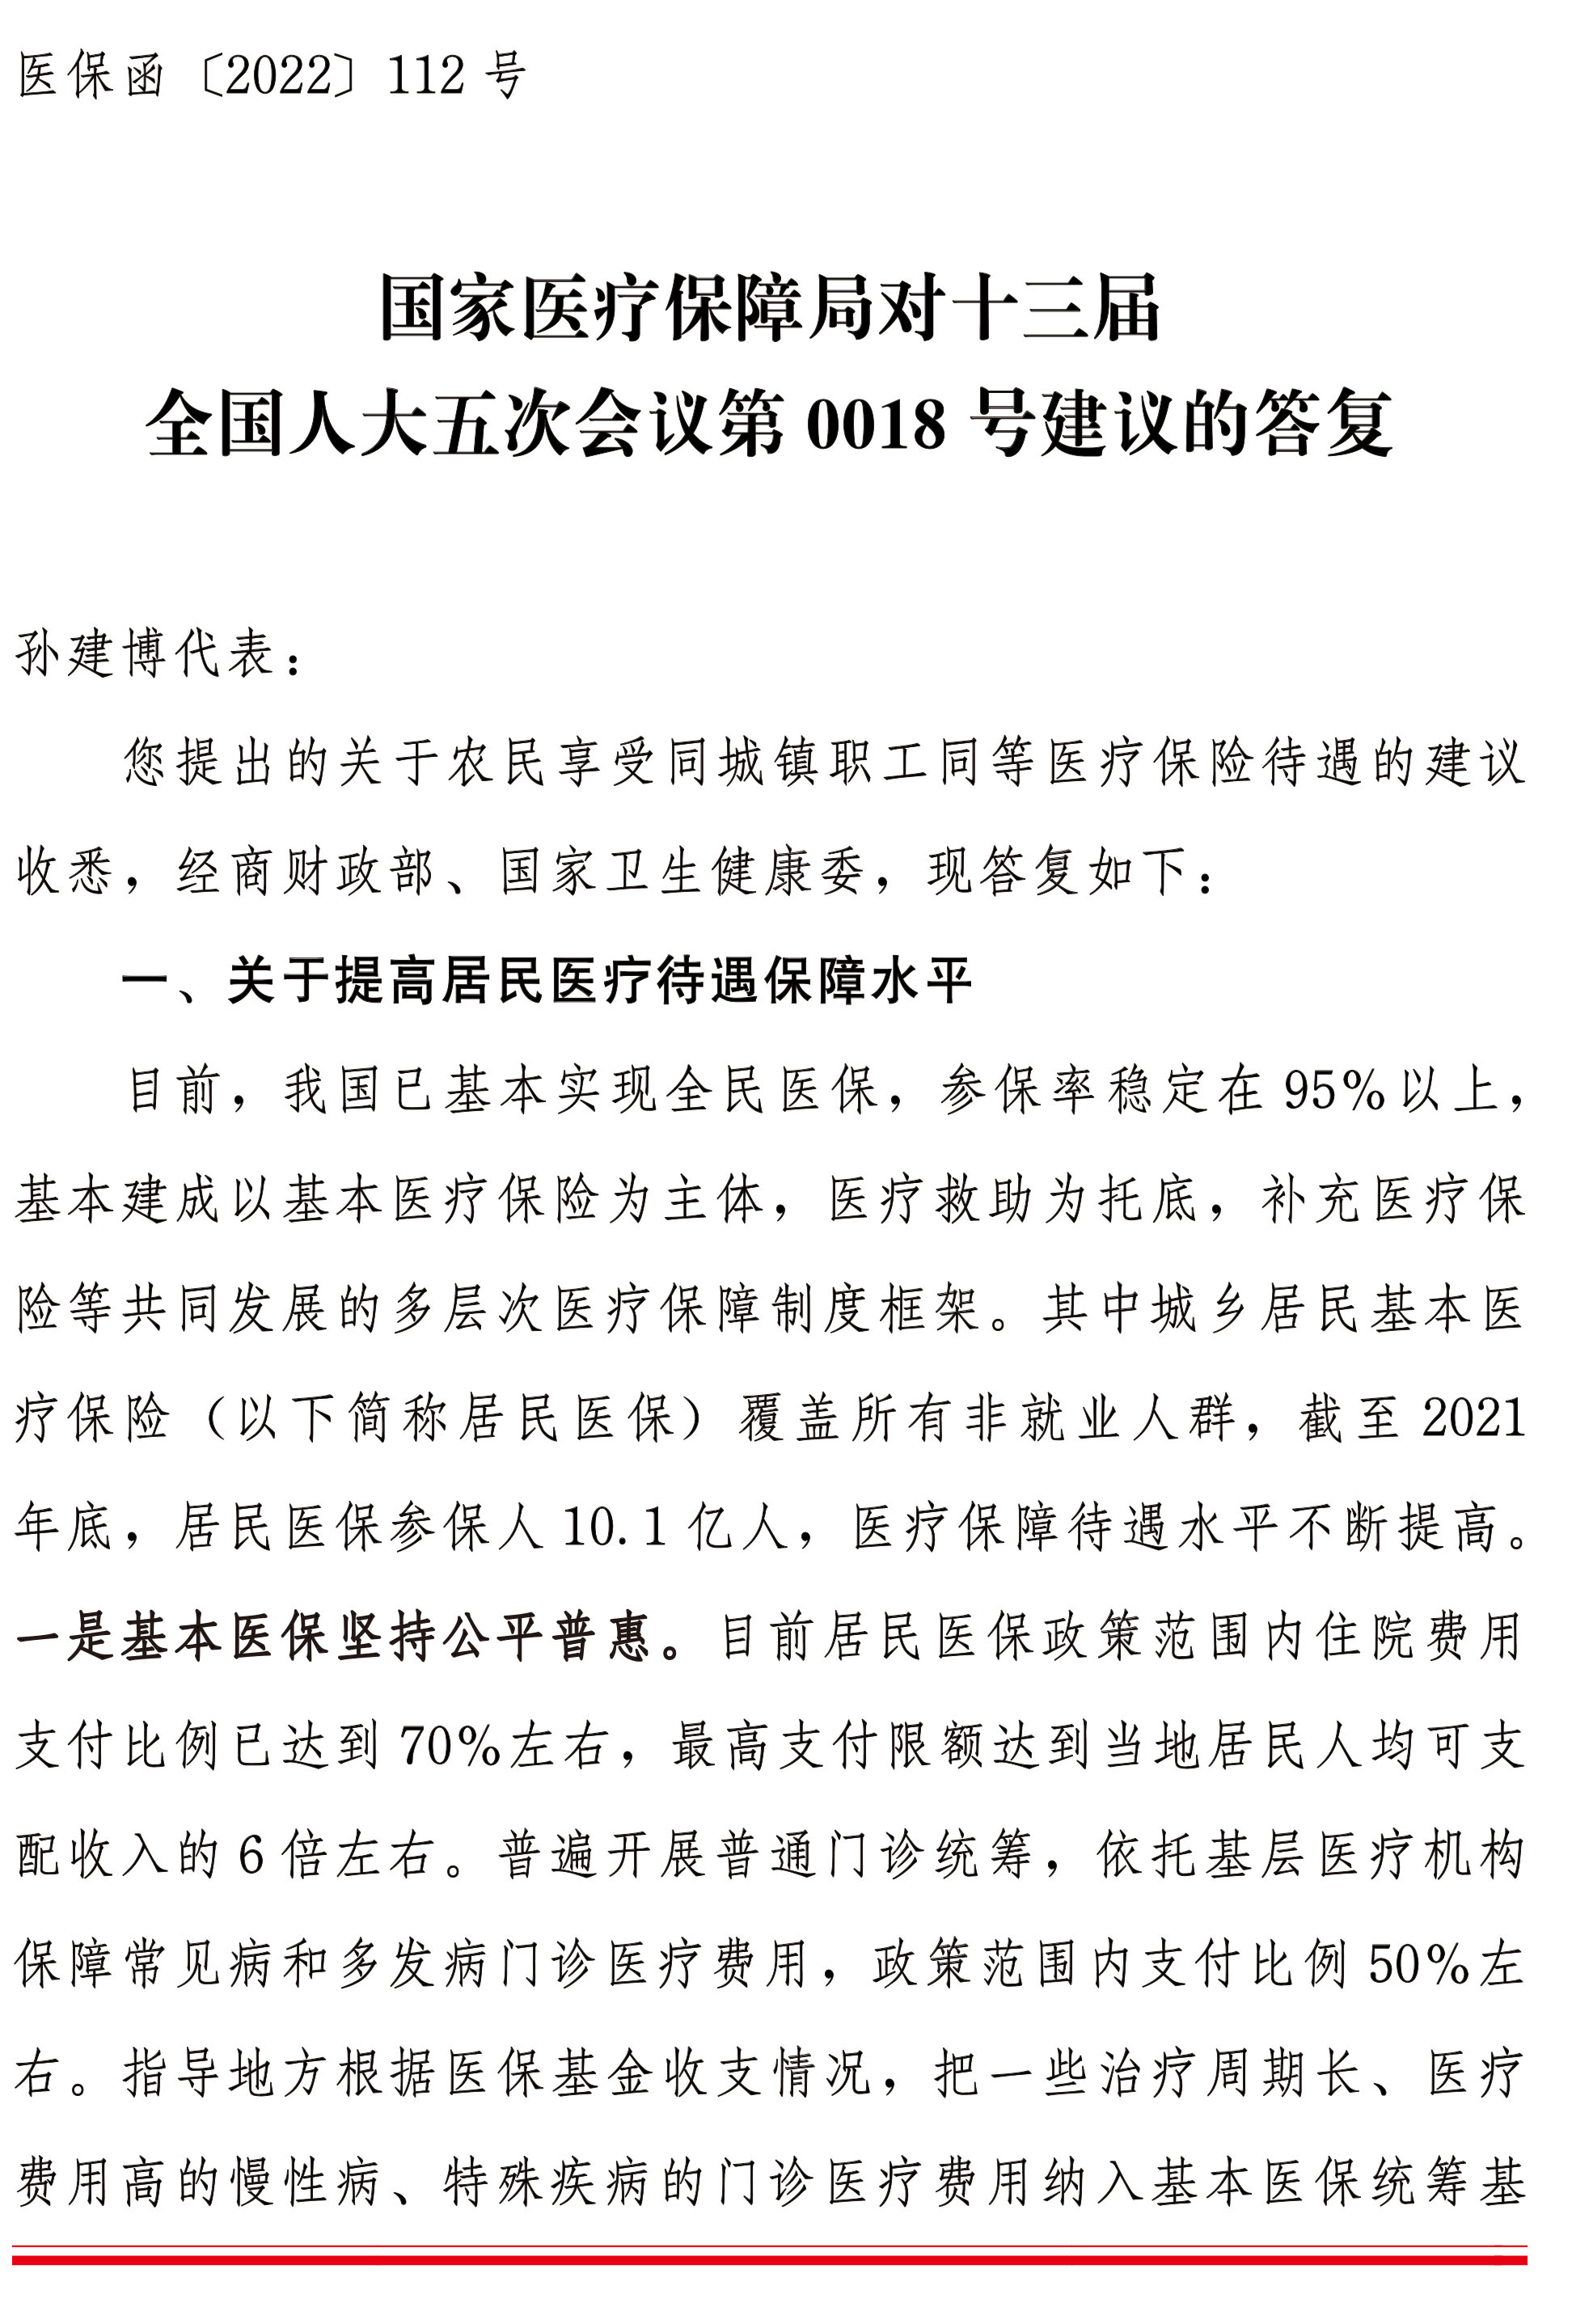 医保函〔2022〕112 号
国家医疗保障局对十三届
全国人大五次会议第 0018 号建议的答复
孙建博代表：
您提出的关于农民享受同城镇职工同等医疗保险待遇的建议
收悉，经商财政部、国家卫生健康委，现答复如下：
一、关于提高居民医疗待遇保障水平
目前，我国已基本实现全民医保，参保率稳定在 95%以上，
基本建成以基本医疗保险为主体，医疗救助为托底，补充医疗保
险等共同发展的多层次医疗保障制度框架。其中城乡居民基本医
疗保险（以下简称居民医保）覆盖所有非就业人群，截至 2021
年底，居民医保参保人 10.1 亿人，医疗保障待遇水平不断提高。
一是基本医保坚持公平普惠。目前居民医保政策范围内住院费用
支付比例已达到 70%左右，最高支付限额达到当地居民人均可支
配收入的 6 倍左右。普遍开展普通门诊统筹，依托基层医疗机构
保障常见病和多发病门诊医疗费用，政策范围内支付比例 50%左
右。指导地方根据医保基金收支情况，把一些治疗周期长、医疗
费用高的慢性病、特殊疾病的门诊医疗费用纳入基本医保统筹基